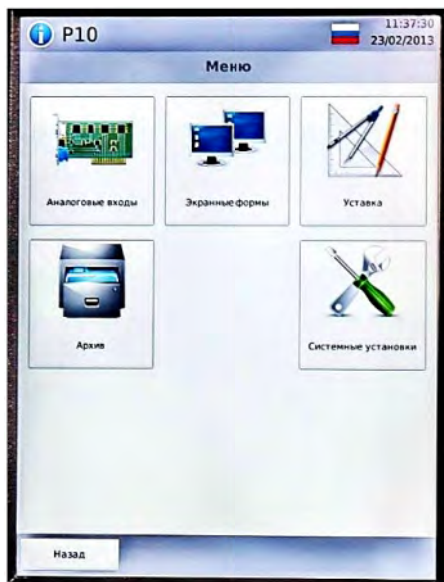 P10
11:37:30
23/02/2013
Меню
Аналоговые входы
Экранные формы
Уставка
Архив
Системные установки
Назад